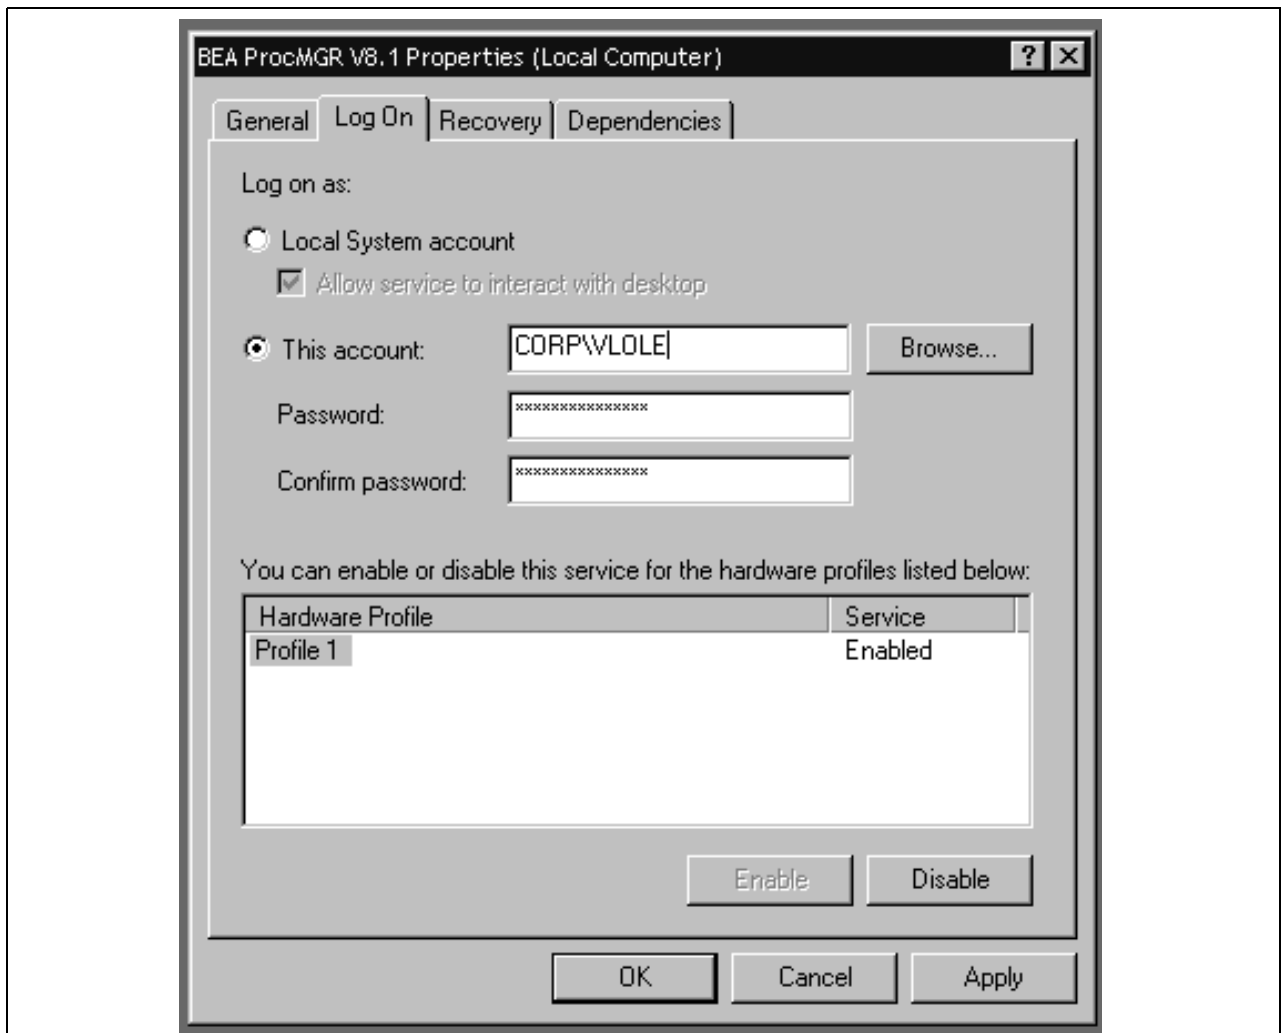 BEA ProcMGR V8.1 Properties (Local Computer)
General Log On Recovery Dependencies
Log on as:
Local System account
Allow service to interact with desktop
This account: CORP\VLOLE Browse...
Password: ***************
Confirm password: ***************
You can enable or disable this service for the hardware profiles listed below:
Hardware Profile Service
Profile 1 Enabled
Enable Disable
OK Cancel Apply